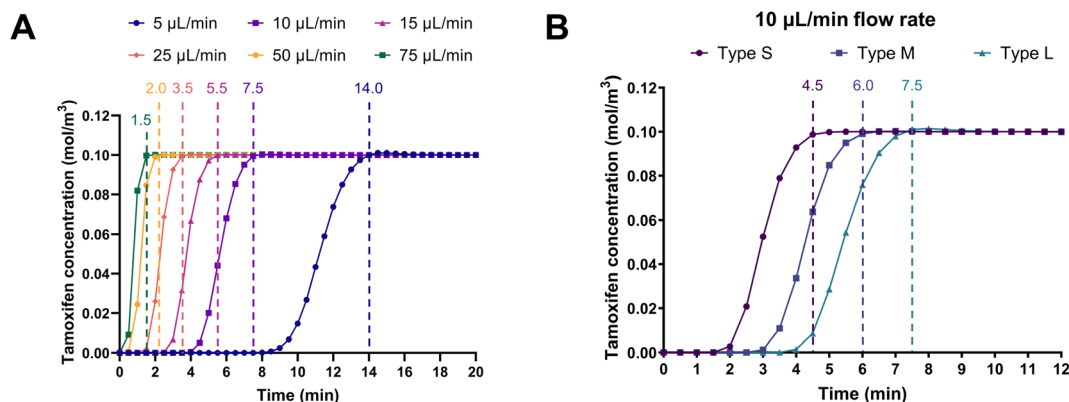 A
5 µL/min
10 µL/min
15 µL/min
25 µL/min
50 µL/min
75 µL/min
2.0 3.5 5.5 7.5 14.0
1.5
Tamoxifen concentration (mol/m³)
0.12
0.10
0.08
0.06
0.04
0.02
0.00
0 2 4 6 8 10 12 14 16 18 20
Time (min)
B
10 µL/min flow rate
Type S
Type M
Type L
4.5 6.0 7.5
Tamoxifen concentration (mol/m³)
0.12
0.10
0.08
0.06
0.04
0.02
0.00
0 1 2 3 4 5 6 7 8 9 10 11 12
Time (min)